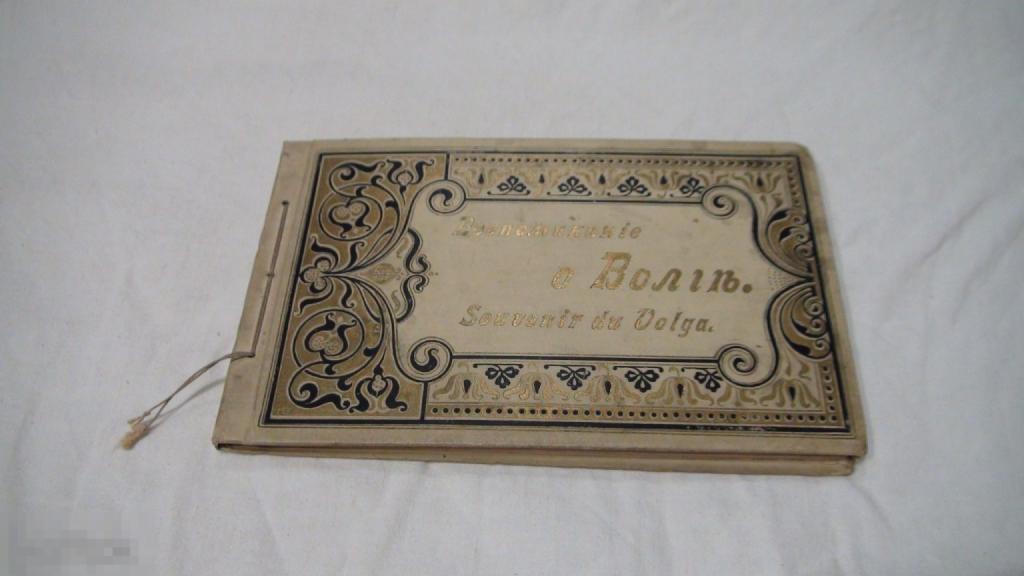 Воспоминаніе
о Волгѣ.
Souvenir du Volga.